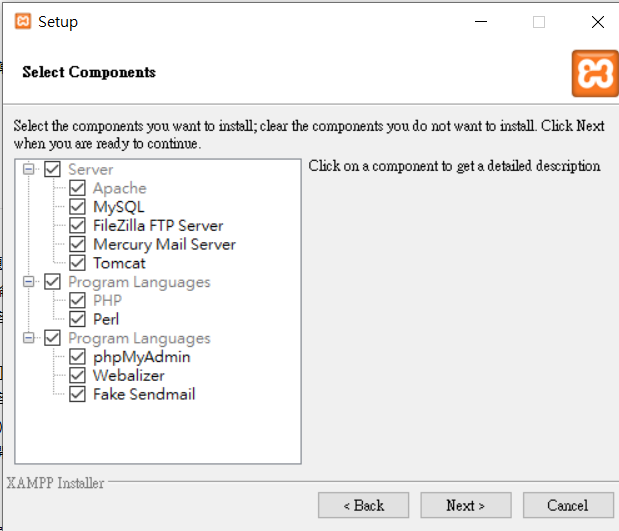 Setup
Select Components
Select the components you want to install; clear the components you do not want to install. Click Next
when you are ready to continue.
Server
Apache
MySQL
FileZilla FTP Server
Mercury Mail Server
Tomcat
Program Languages
PHP
Perl
Program Languages
phpMyAdmin
Webalizer
Fake Sendmail
Click on a component to get a detailed description
XAMPP Installer
< Back
Next >
Cancel